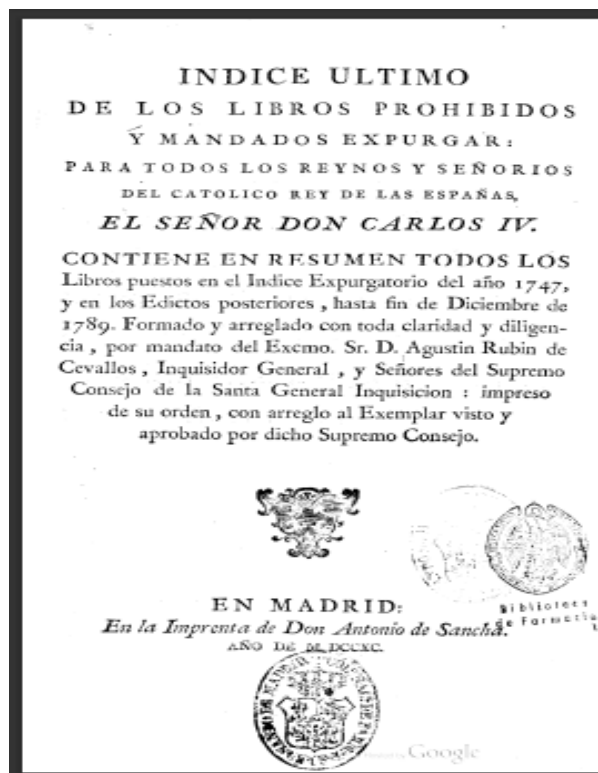 INDICE ULTIMO
DE LOS LIBROS PROHIBIDOS
Y MANDADOS EXPURGAR:
PARA TODOS LOS REYNOS Y SEÑORIOS
DEL CATOLICO REY DE LAS ESPAÑAS,
EL SEÑOR DON CARLOS IV.
CONTIENE EN RESUMEN TODOS LOS
Libros puestos en el Indice Expurgatorio del año 1747,
y en los Edictos posteriores, hasta fin de Diciembre de
1789. Formado y arreglado con toda claridad y diligen-
cia, por mandato del Excmo. Sr. D. Agustin Rubin de
Cevallos, Inquisidor General, y Señores del Supremo
Consejo de la Santa General Inquisicion : impreso
de su orden, con arreglo al Exemplar visto y
aprobado por dicho Supremo Consejo.
EN MADRID:
Biblioteca
En la Imprenta de Don Antonio de Sancha.
de Farmacia
AÑO DE M.DCCXC.
Google